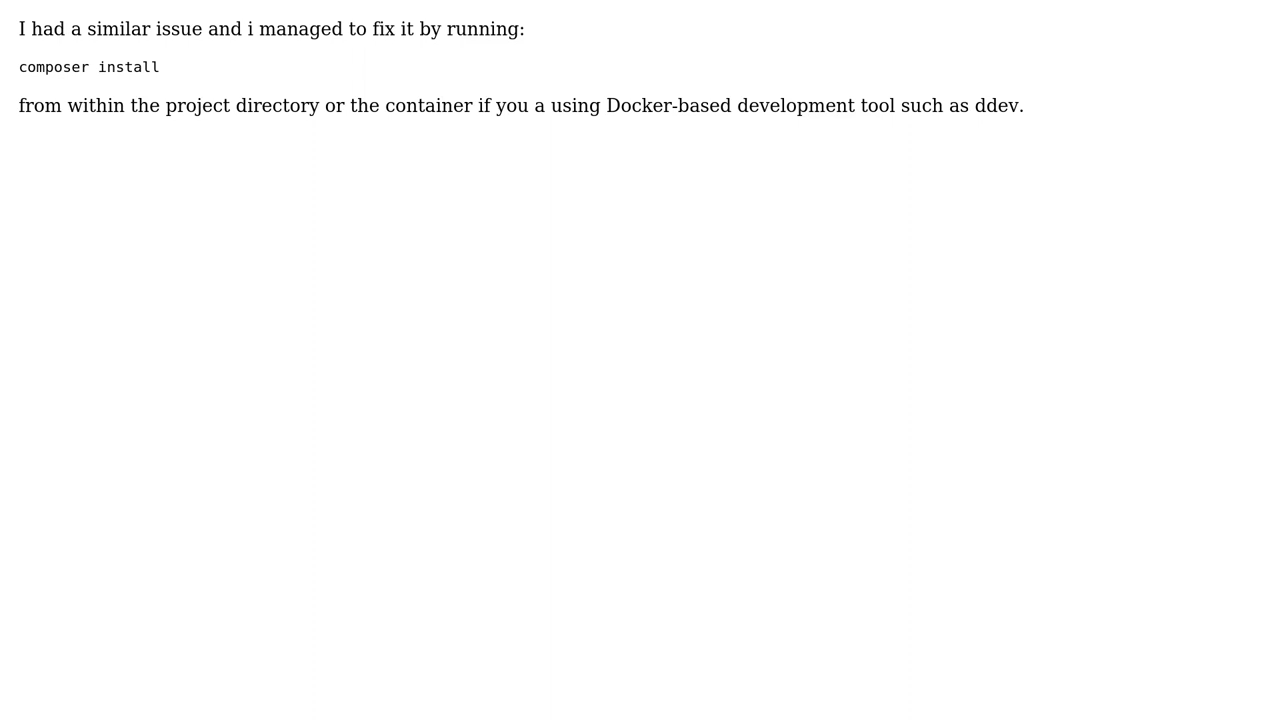 I had a similar issue and i managed to fix it by running:
composer install
from within the project directory or the container if you a using Docker-based development tool such as ddev.